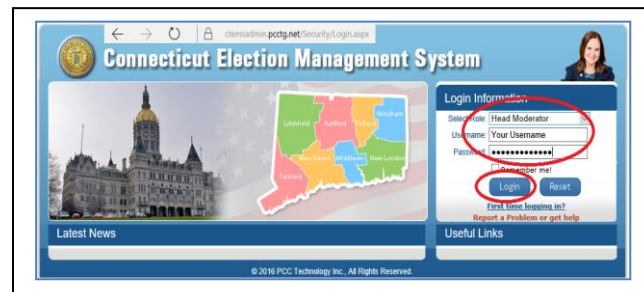 ctemsadmin.pcctg.net/Security/Login.aspx
Connecticut Election Management System
Login Information
Select Role: Head Moderator
Username: Your Username
Password:
Remember me!
Login Reset
First time logging in?
Report a Problem or get help
Litchfield Hartford Tolland Windham
New Haven Middlesex New London
Fairfield
Latest News
Useful Links
© 2016 PCC Technology Inc., All Rights Reserved.